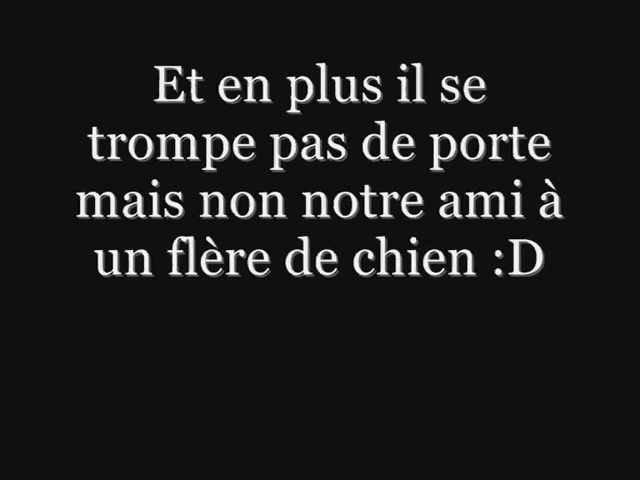 Et en plus il se
trompe pas de porte
mais non notre ami à
un flère de chien :D